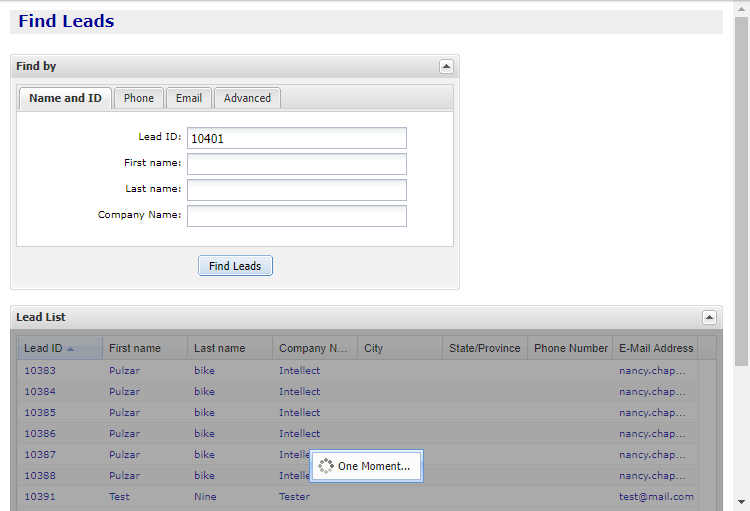 Find Leads
Find by
Name and ID Phone Email Advanced
Lead ID: 10401
First name:
Last name:
Company Name:
Find Leads
Lead List
Lead ID First name Last name Company N... City State/Province Phone Number E-Mail Address
10383 Pulzar bike Intellect nancy.chap...
10384 Pulzar bike Intellect nancy.chap...
10385 Pulzar bike Intellect nancy.chap...
10386 Pulzar bike Intellect nancy.chap...
10387 Pulzar bike nancy.chap...
One Moment...
10388 Pulzar bike nancy.chap...
10391 Test Nine Tester test@mail.com